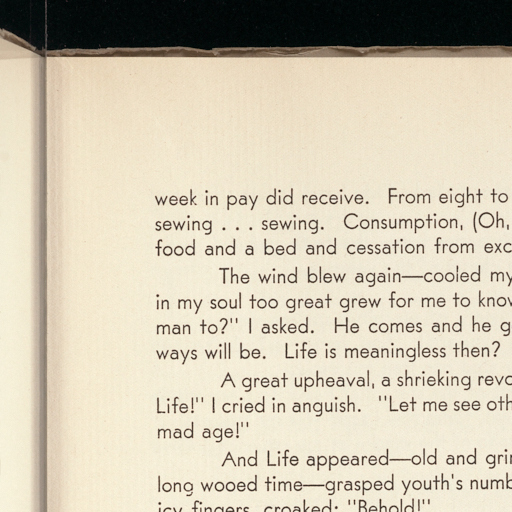 week in pay did receive. From eight to
sewing . . . sewing. Consumption, (Oh,
food and a bed and cessation from exc
The wind blew again—cooled my
in my soul too great grew for me to know
man to?" I asked. He comes and he g
ways will be. Life is meaningless then?
A great upheaval, a shrieking revo
Life!" I cried in anguish. "Let me see oth
mad age!"
And Life appeared—old and grin
long wooed time—grasped youth's numb
icy fingers, croaked: "Behold!"